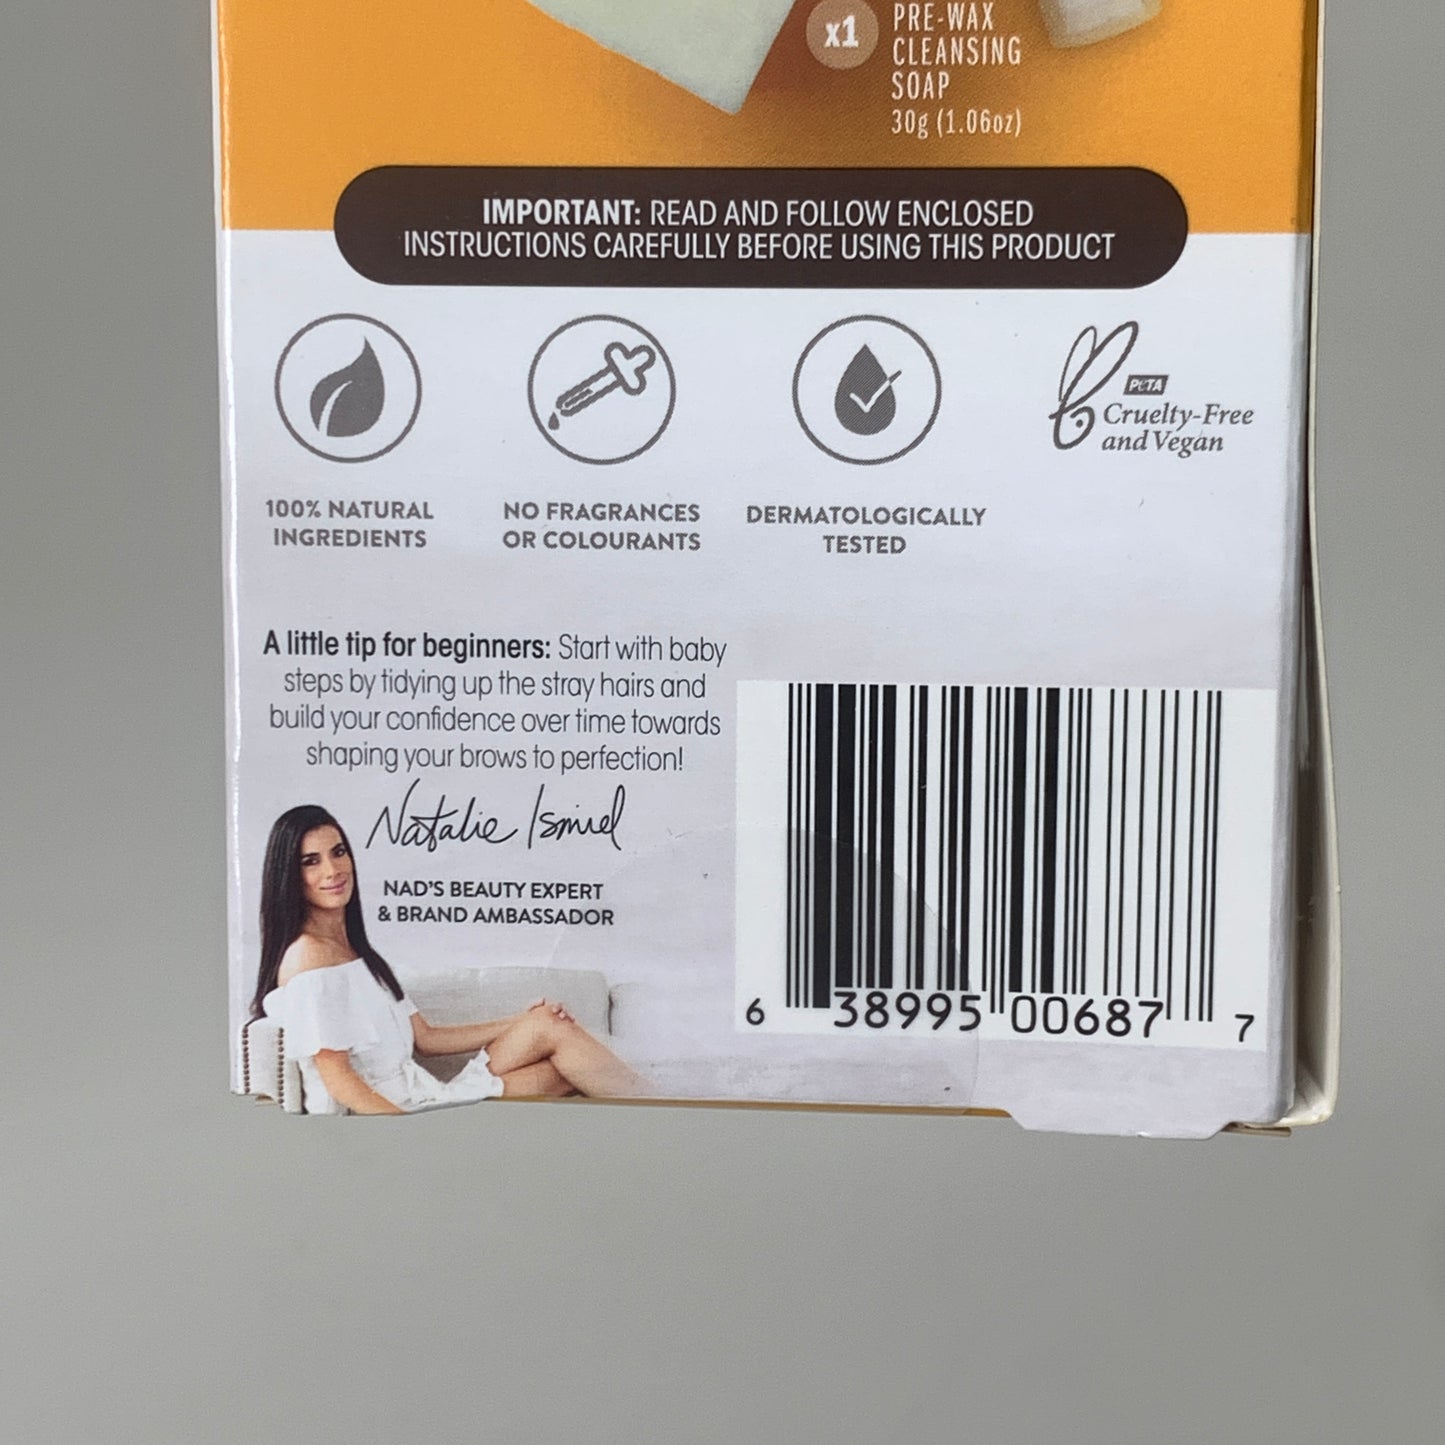 x1
PRE-WAX
CLEANSING
SOAP
30g (1.06oz)
IMPORTANT: READ AND FOLLOW ENCLOSED
INSTRUCTIONS CAREFULLY BEFORE USING THIS PRODUCT
PETA
Cruelty-Free
and Vegan
100% NATURAL
INGREDIENTS
NO FRAGRANCES
OR COLOURANTS
DERMATOLOGICALLY
TESTED
A little tip for beginners: Start with baby
steps by tidying up the stray hairs and
build your confidence over time towards
shaping your brows to perfection!
Natalie Ismiel
NAD'S BEAUTY EXPERT
& BRAND AMBASSADOR
6 38995 00687 7